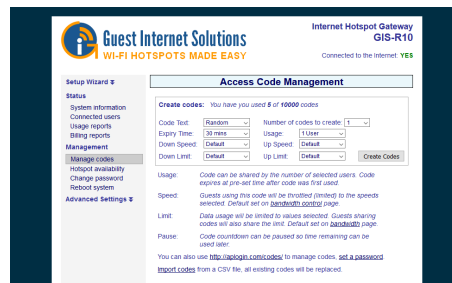 Guest Internet Solutions
WI-FI HOTSPOTS MADE EASY
Internet Hotspot Gateway
GIS-R10
Connected to the Internet: YES
Setup Wizard
Status
System information
Connected users
Usage reports
Billing reports
Management
Manage codes
Hotspot availability
Change password
Reboot system
Advanced Settings
Access Code Management
Create codes: You have you used 5 of 10000 codes
Code Text: Random Number of codes to create: 1
Expiry Time: 30 mins Usage: 1 User
Down Speed: Default Up Speed: Default
Down Limit: Default Up Limit: Default Create Codes
Usage: Code can be shared by the number of selected users. Code
expires at pre-set time after code was first used.
Speed: Guests using this code will be throttled (limited) to the speeds
selected. Default set on bandwidth control page.
Limit: Data usage will be limited to values selected. Guests sharing
codes will also share the limit. Default set on bandwidth page.
Pause: Code countdown can be paused so time remaining can be
used later.
You can also use http://aplogin.com/codes/ to manage codes, set a password
Import codes from a CSV file, all existing codes will be replaced.